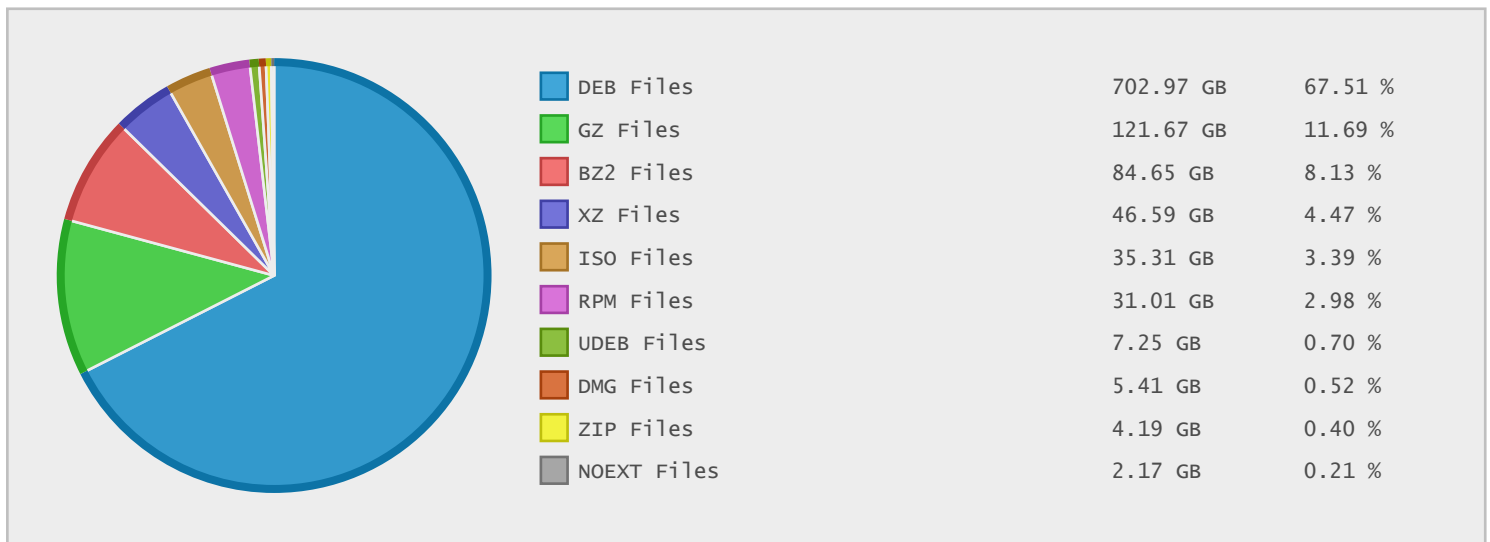 DEB Files 702.97 GB 67.51 %
GZ Files 121.67 GB 11.69 %
BZ2 Files 84.65 GB 8.13 %
XZ Files 46.59 GB 4.47 %
ISO Files 35.31 GB 3.39 %
RPM Files 31.01 GB 2.98 %
UDEB Files 7.25 GB 0.70 %
DMG Files 5.41 GB 0.52 %
ZIP Files 4.19 GB 0.40 %
NOEXT Files 2.17 GB 0.21 %